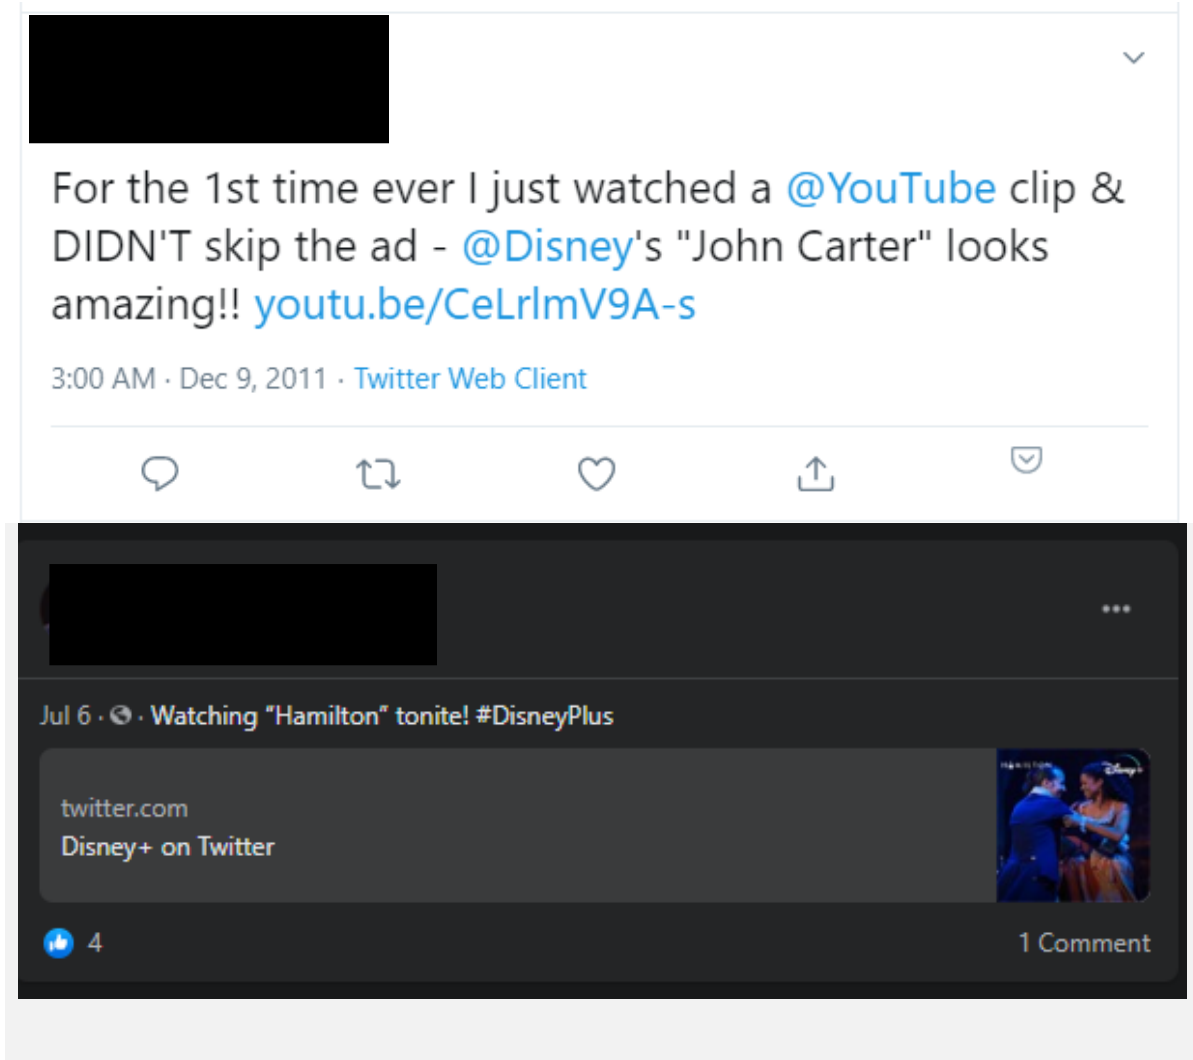 For the 1st time ever I just watched a @YouTube clip &
DIDN'T skip the ad - @Disney's "John Carter" looks
amazing!! youtu.be/CeLrlmV9A-s
3:00 AM · Dec 9, 2011 · Twitter Web Client
Jul 6 · · Watching “Hamilton” tonite! #DisneyPlus
HAMILTON
Disney+
twitter.com
Disney+ on Twitter
4
1 Comment